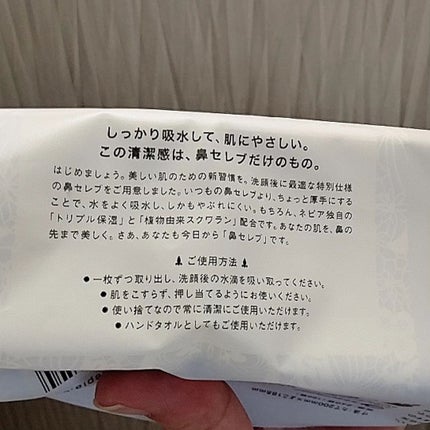 しっかり吸水して、肌にやさしい。
この清潔感は、鼻セレブだけのもの。
はじめましょう。美しい肌のための新習慣を。洗顔後に最適な特別仕様
の鼻セレブをご用意しました。いつもの鼻セレブより、ちょっと厚手にする
ことで、水をよく吸水し、しかもやぶれにくい。もちろん、ネピア独自の
「トリプル保湿」と「植物由来スクワラン」配合です。あなたの肌を、鼻の
先まで美しく。さあ、あなたも今日から「鼻セレブ」です。
ご使用方法
●一枚ずつ取り出し、洗顔後の水滴を吸い取ってください。
●肌をこすらず、押し当てるようにお使いください。
●使い捨てなので常に清潔にご使用いただけます。
●ハンドタオルとしてもご使用いただけます。